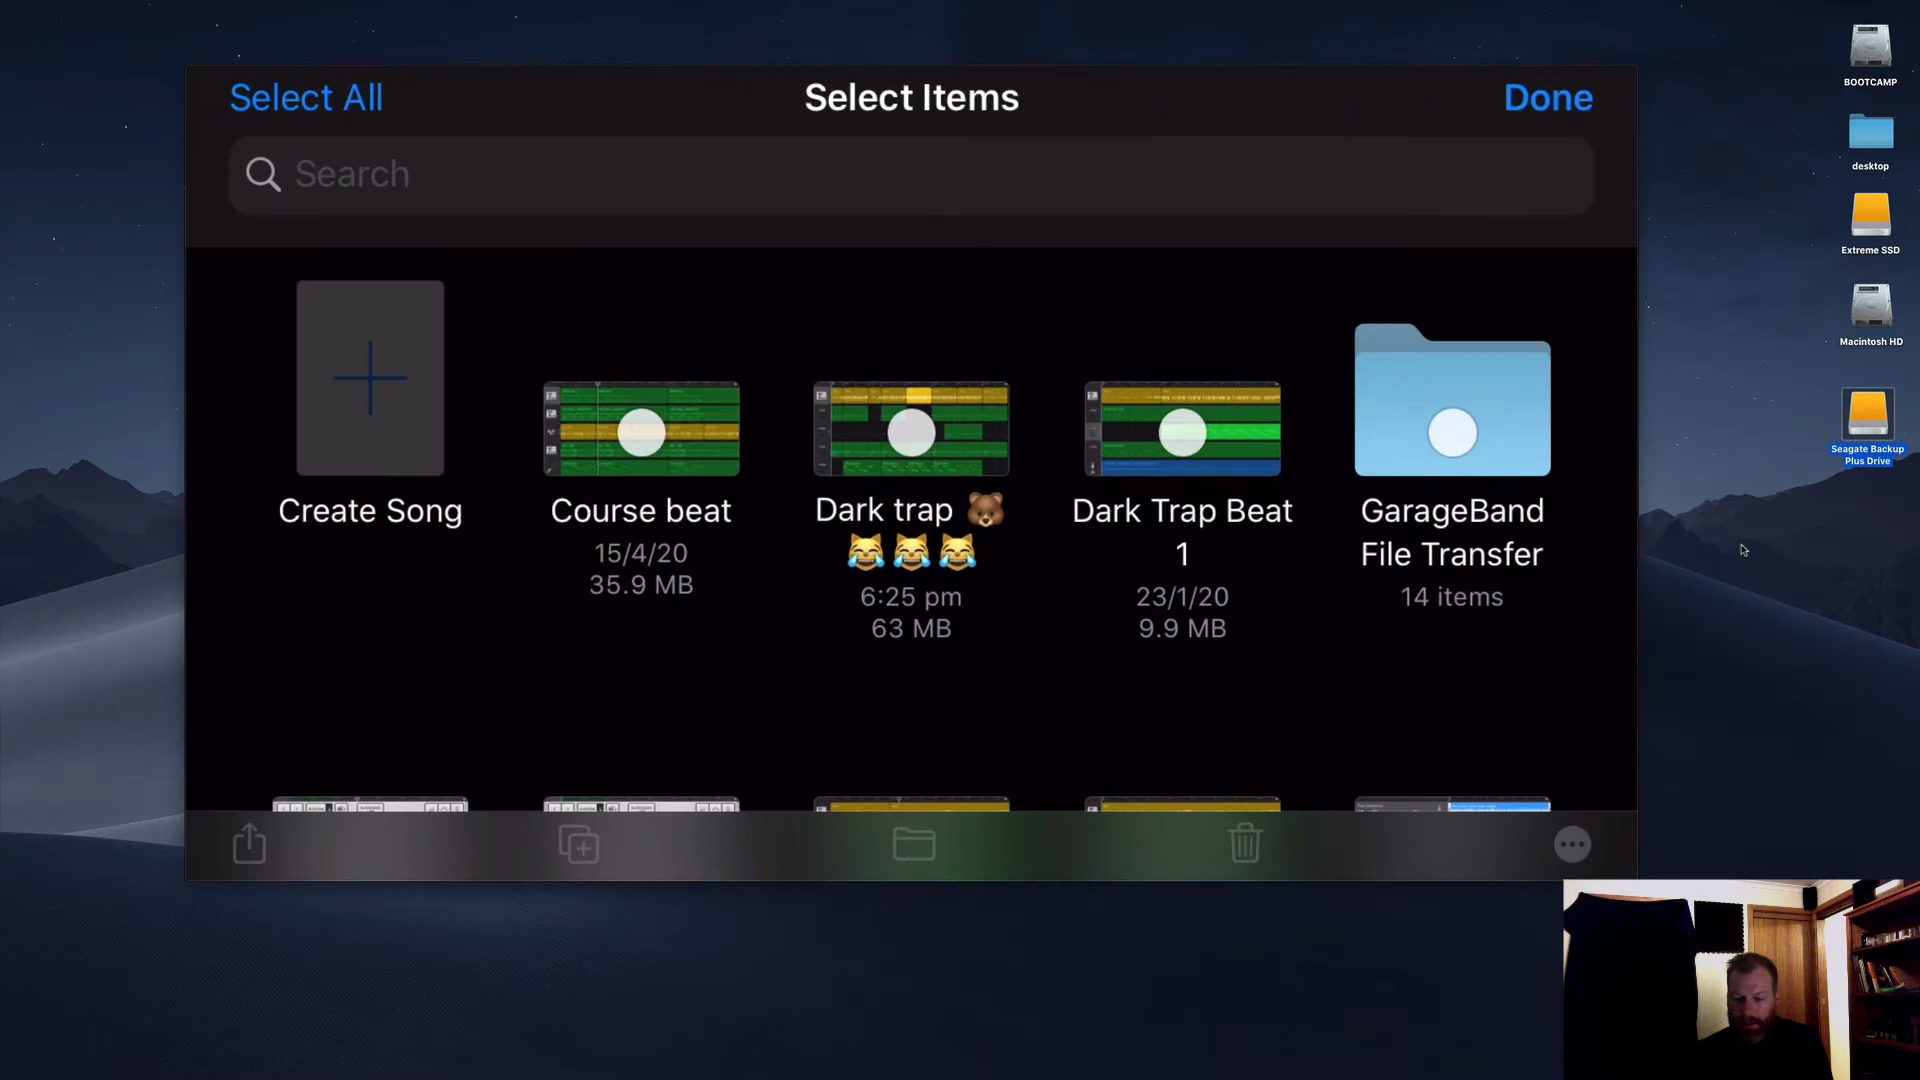 Select All
Select Items
Done
Search
Create Song
Course beat
15/4/20
35.9 MB
Dark trap 🐻
😹😹😹
6:25 pm
63 MB
Dark Trap Beat
1
23/1/20
9.9 MB
GarageBand
File Transfer
14 items
BOOTCAMP
desktop
Extreme SSD
Macintosh HD
Seagate Backup
Plus Drive